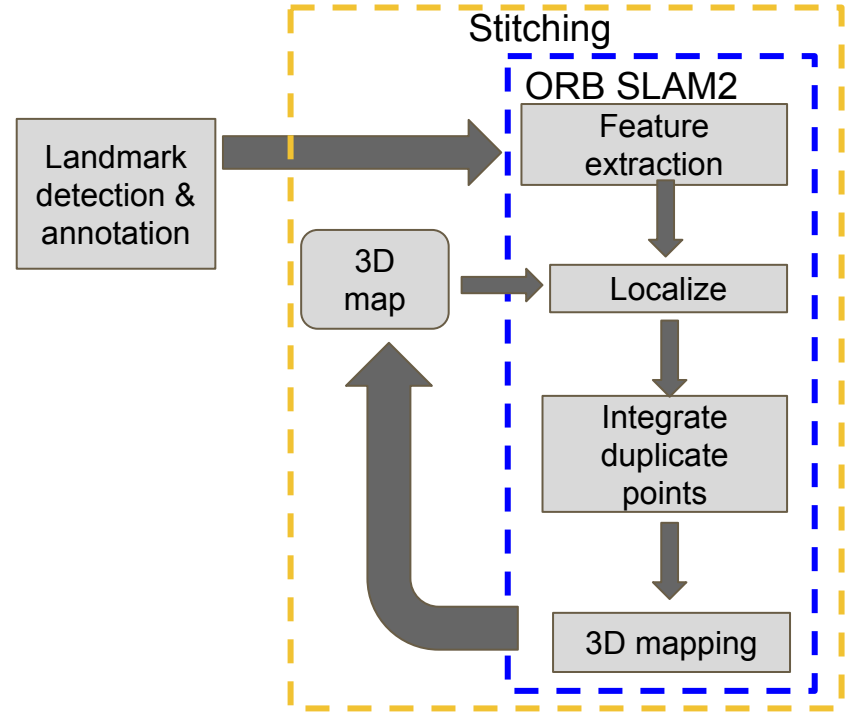 Stitching
ORB SLAM2
Landmark
detection &
annotation
Feature
extraction
3D
map
Localize
Integrate
duplicate
points
3D mapping